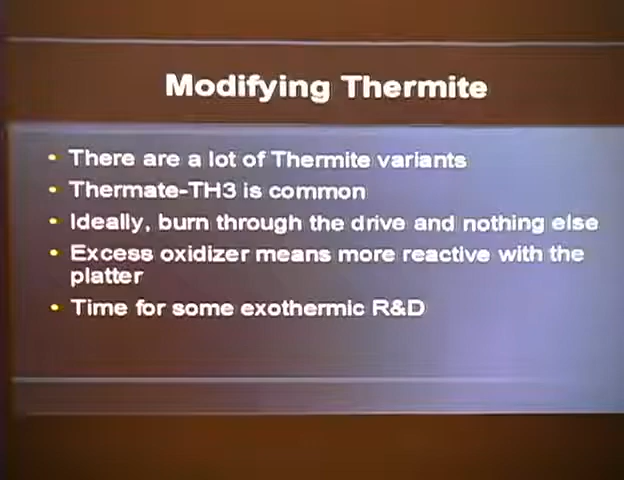 Modifying Thermite
• There are a lot of Thermite variants
• Thermate-TH3 is common
• Ideally, burn through the drive and nothing else
• Excess oxidizer means more reactive with the
platter
• Time for some exothermic R&D